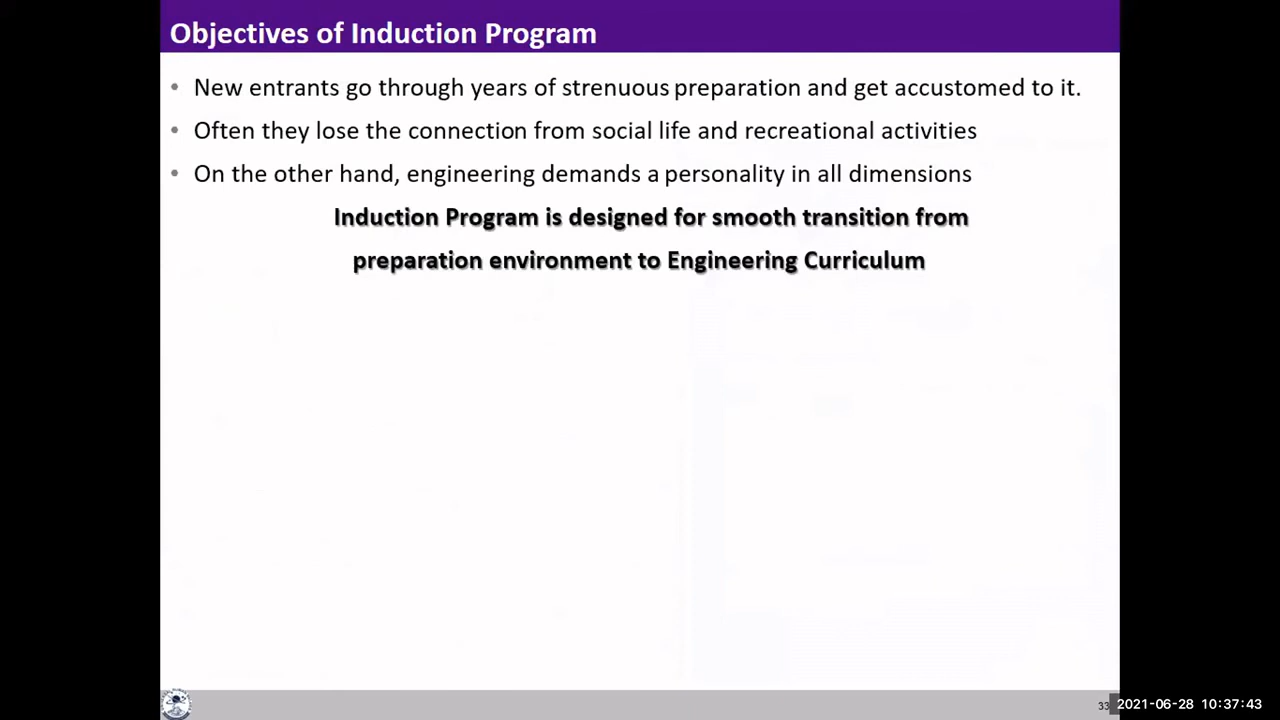 Objectives of Induction Program
• New entrants go through years of strenuous preparation and get accustomed to it.
• Often they lose the connection from social life and recreational activities
• On the other hand, engineering demands a personality in all dimensions
Induction Program is designed for smooth transition from
preparation environment to Engineering Curriculum
33
2021-06-28 10:37:43